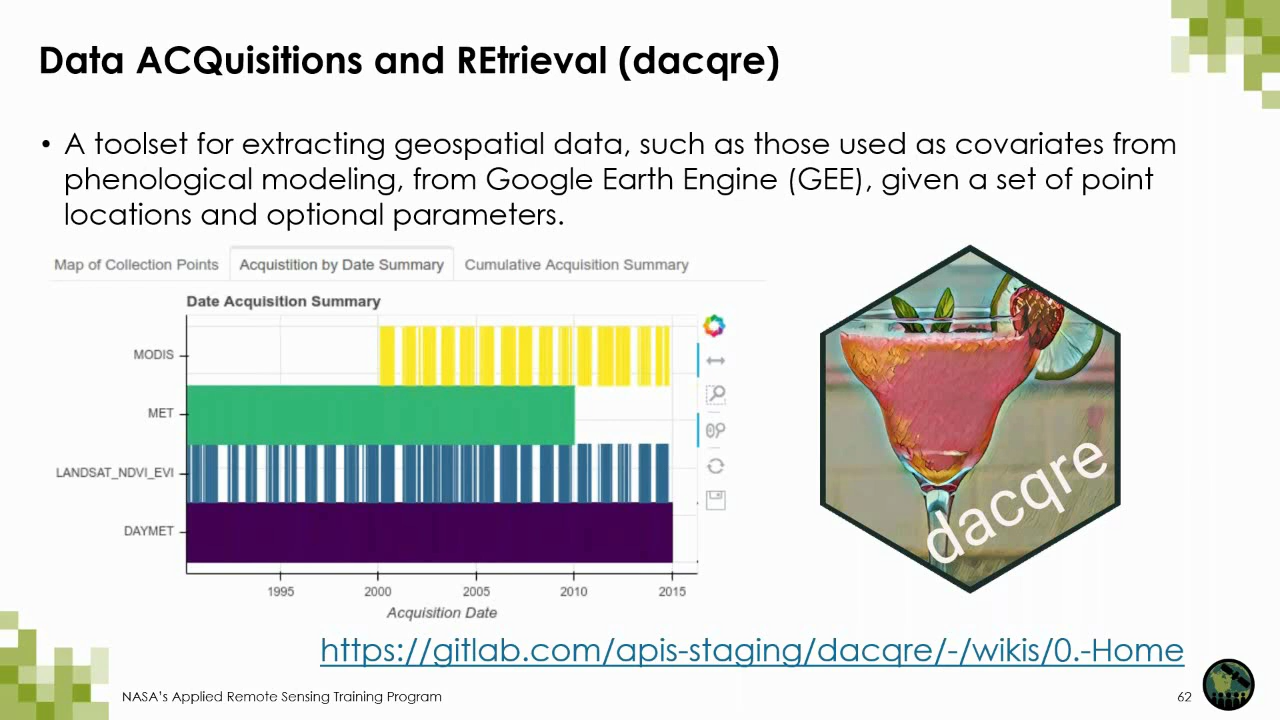 Data ACQuisitions and REtrieval (dacqre)
• A toolset for extracting geospatial data, such as those used as covariates from
phenological modeling, from Google Earth Engine (GEE), given a set of point
locations and optional parameters.
Map of Collection Points Acquistition by Date Summary Cumulative Acquisition Summary
Date Acquisition Summary
MODIS
MET
LANDSAT_NDVI_EVI
DAYMET
1995 2000 2005 2010 2015
Acquisition Date
dacqre
https://gitlab.com/apis-staging/dacqre/-/wikis/0.-Home
NASA's Applied Remote Sensing Training Program
62